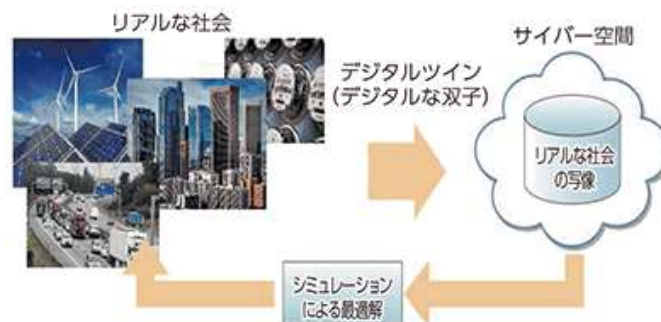 リアルな社会
サイバー空間
デジタルツイン
(デジタルな双子)
リアルな社会
の写像
シミュレーション
による最適解